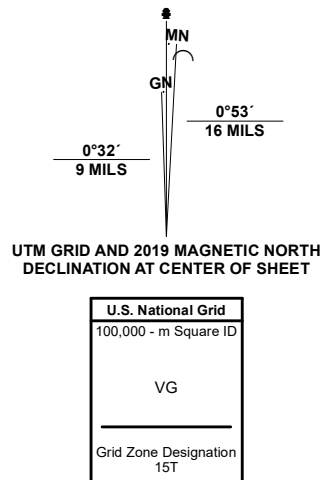 MN
GN
0°53´
16 MILS
0°32´
9 MILS
UTM GRID AND 2019 MAGNETIC NORTH
DECLINATION AT CENTER OF SHEET
U.S. National Grid
100,000 - m Square ID
VG
Grid Zone Designation
15T